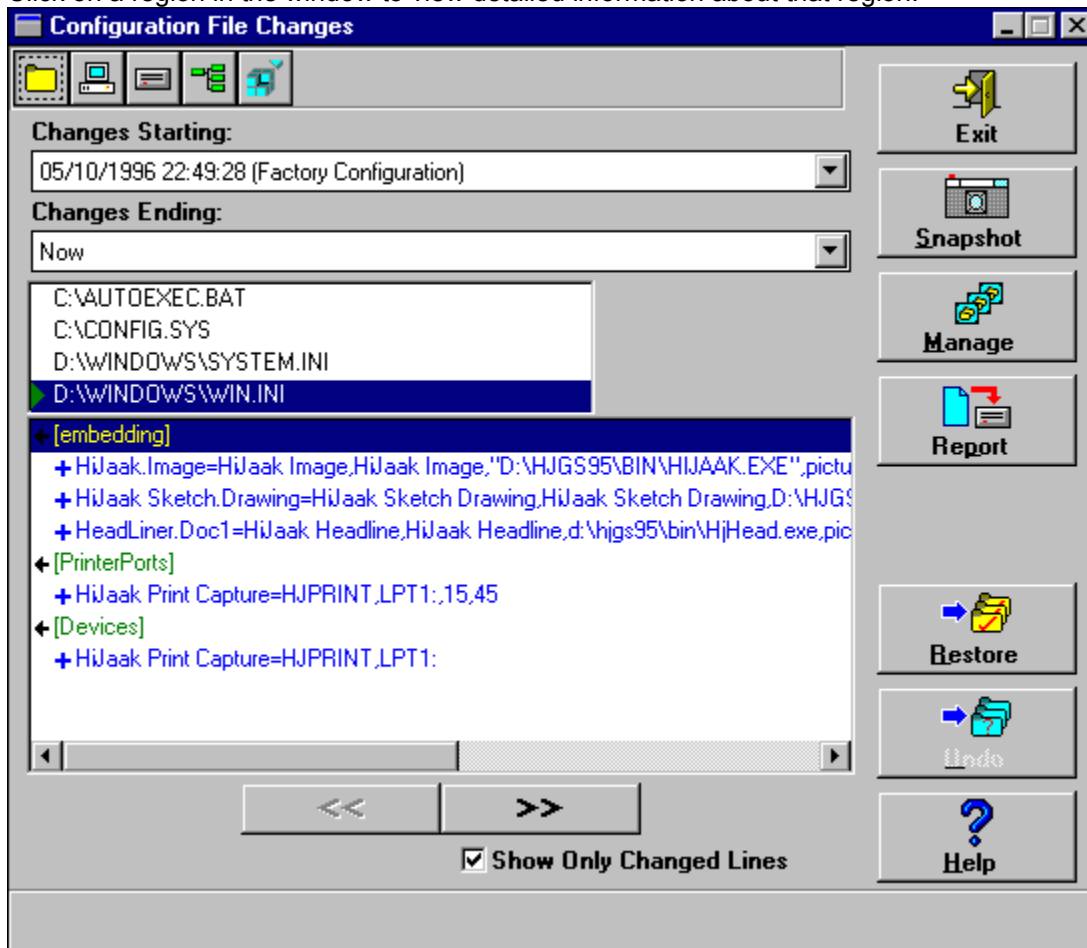 Click on a region in the window to view detailed information about that region.
Configuration File Changes
Changes Starting:
05/10/1996 22:49:28 (Factory Configuration)
Changes Ending:
Now
C:\AUTOEXEC.BAT
C:\CONFIG.SYS
D:\WINDOWS\SYSTEM.INI
D:\WINDOWS\WIN.INI
[embedding]
+ HiJaak.Image=HiJaak Image,HiJaak Image,"D:\HJGS95\BIN\HIJAAK.EXE",pictu
+ HiJaak Sketch.Drawing=HiJaak Sketch Drawing,HiJaak Sketch Drawing,D:\HJGS
+ HeadLiner.Doc1=HiJaak Headline,HiJaak Headline,d:\hjgs95\bin\HjHead.exe,pic
[PrinterPorts]
+ HiJaak Print Capture=HJPRINT,LPT1:,15,45
[Devices]
+ HiJaak Print Capture=HJPRINT,LPT1:
<< >>
Show Only Changed Lines
Exit
Snapshot
Manage
Report
Restore
Undo
Help